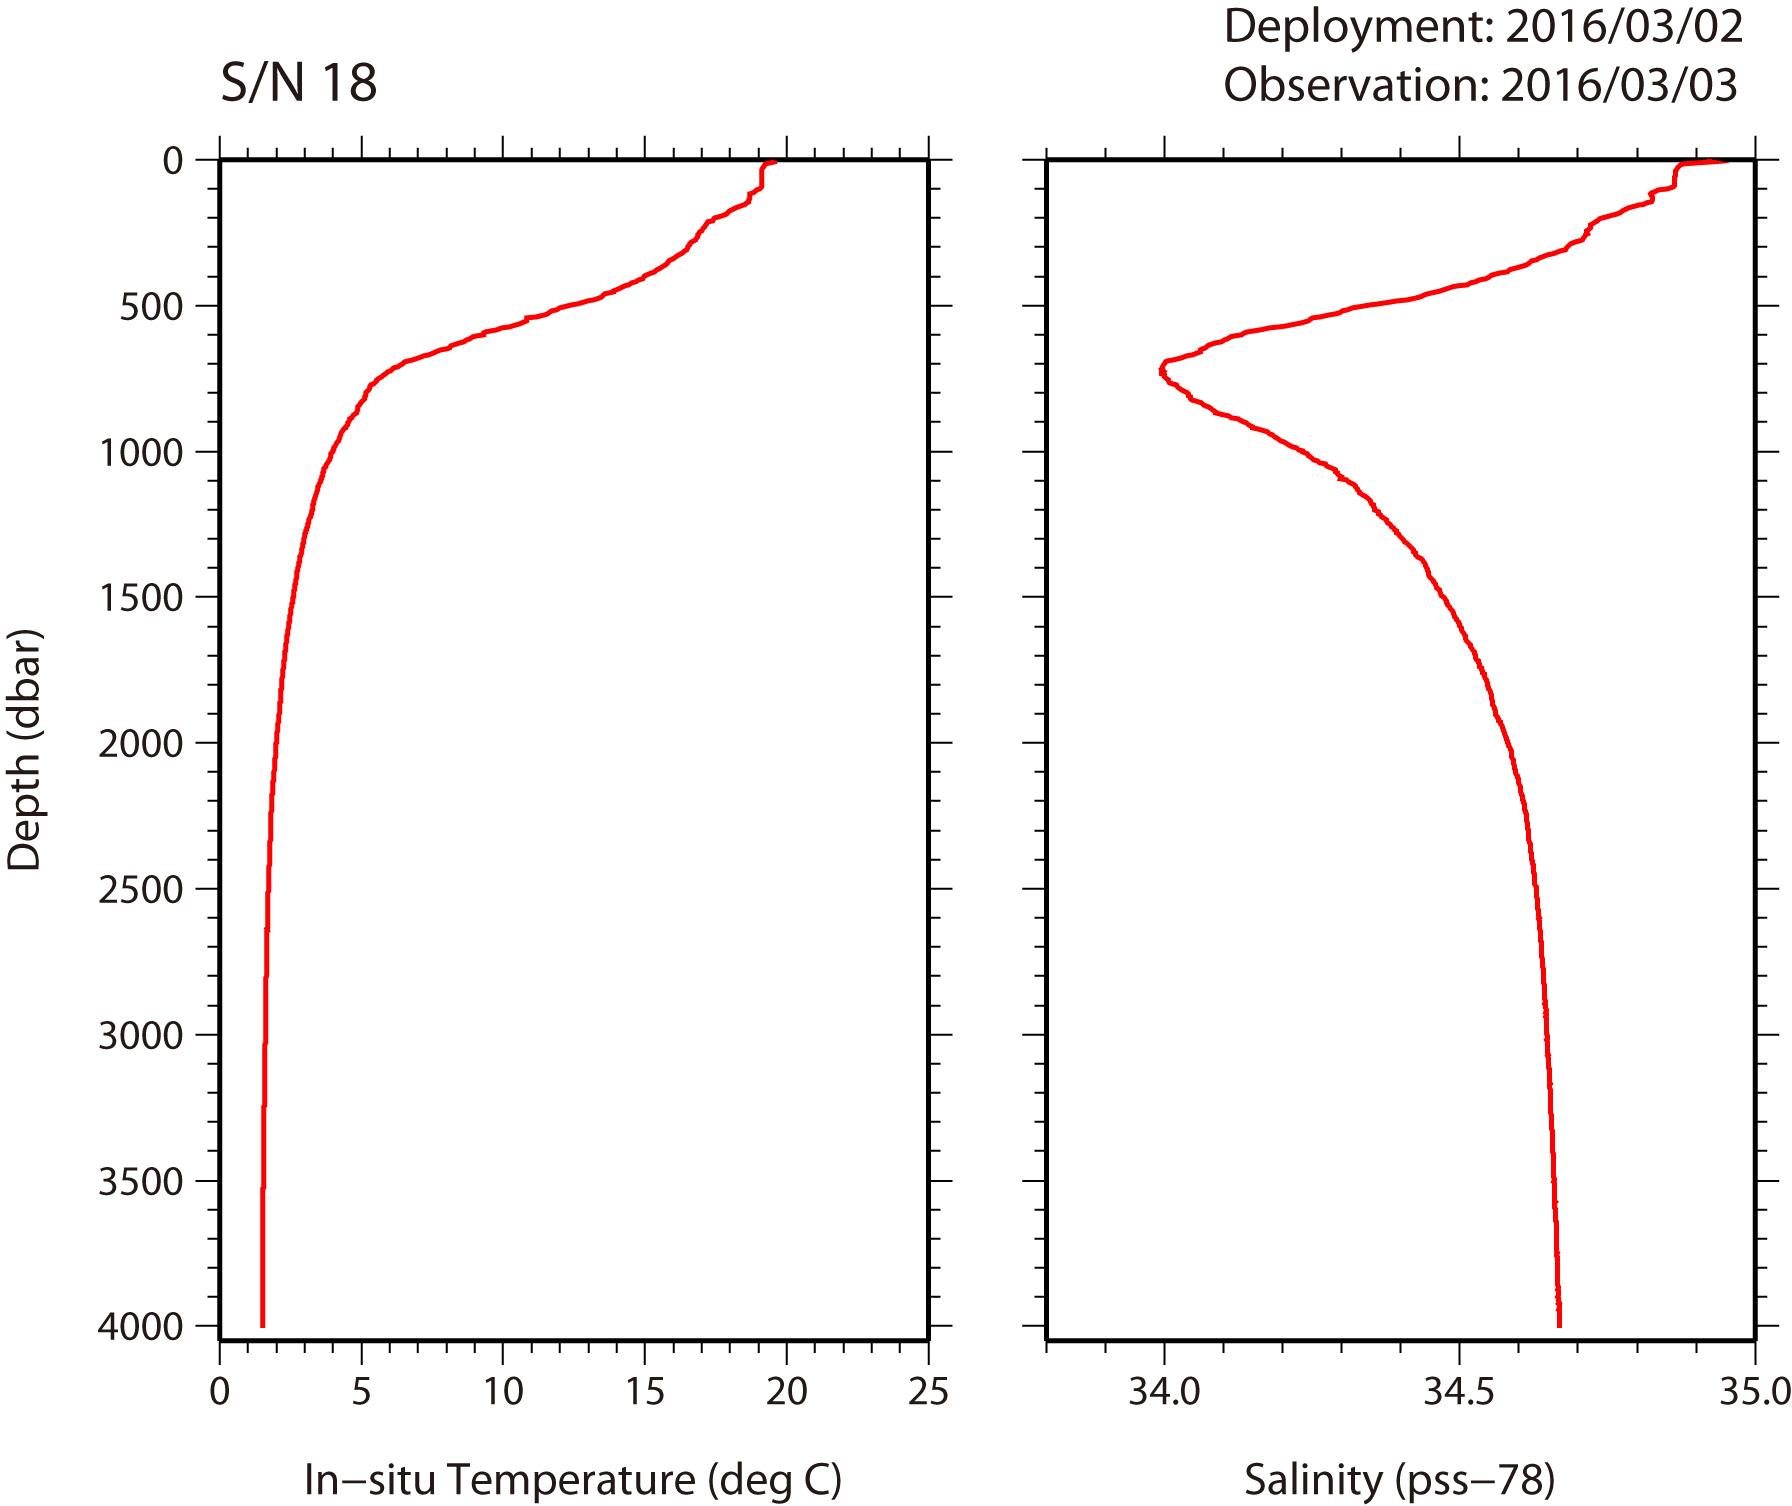 Deployment: 2016/03/02
S/N 18
Observation: 2016/03/03
0
500
1000
1500
2000
2500
3000
3500
4000
Depth (dbar)
0 5 10 15 20 25
34.0 34.5 35.0
In−situ Temperature (deg C)
Salinity (pss−78)